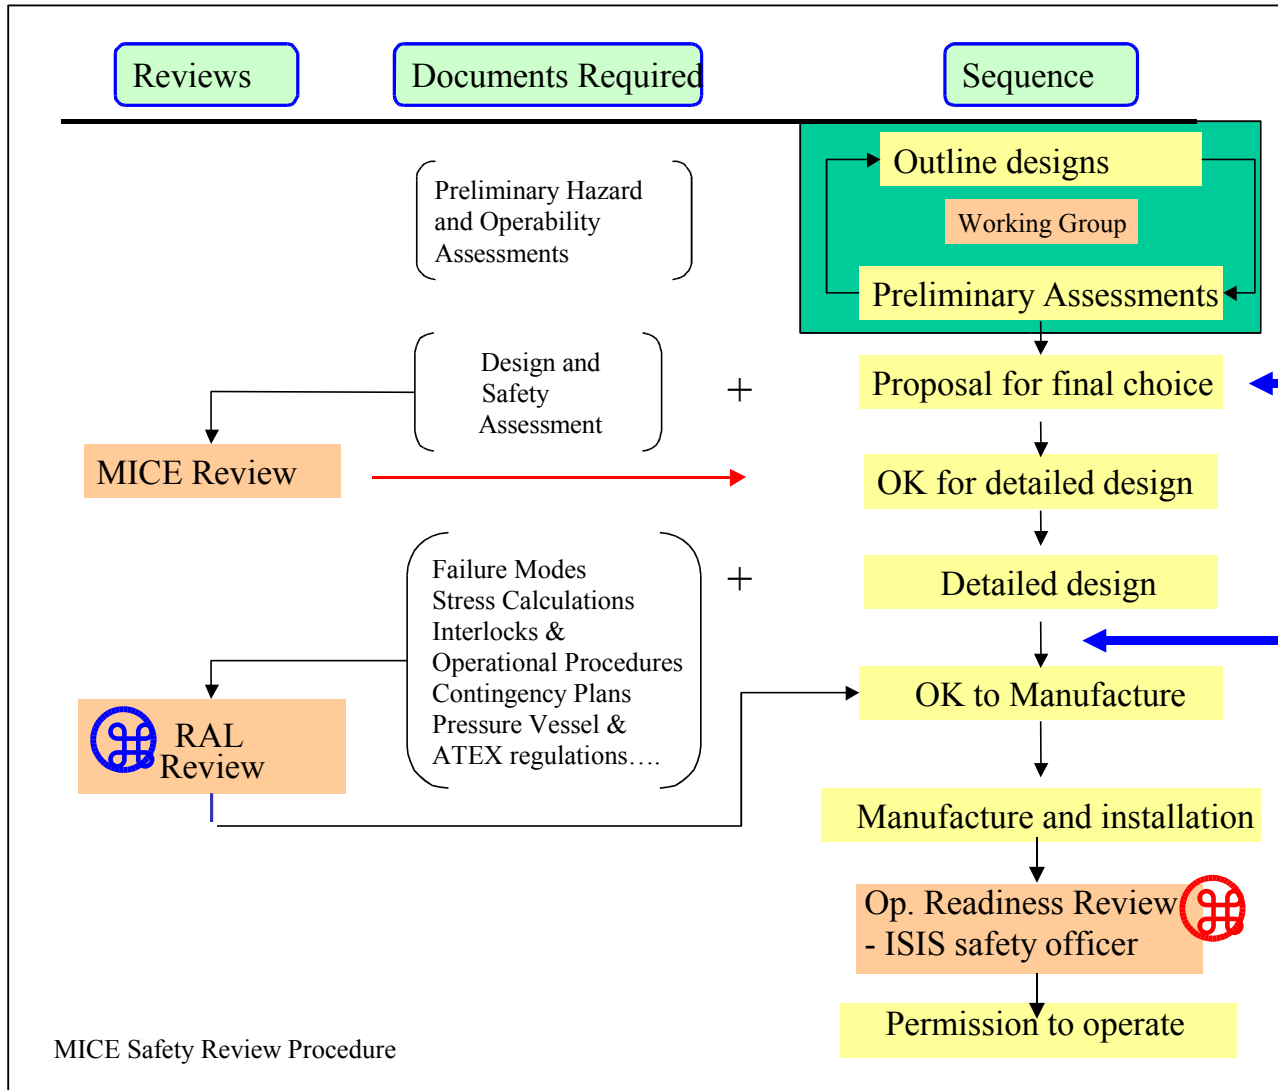 Reviews
Documents Required
Sequence
Outline designs
Working Group
Preliminary Assessments
Preliminary Hazard
and Operability
Assessments
Design and
Safety
Assessment
+
Proposal for final choice
MICE Review
OK for detailed design
Failure Modes
Stress Calculations
Interlocks &
Operational Procedures
Contingency Plans
Pressure Vessel &
ATEX regulations….
+
Detailed design
RAL
Review
OK to Manufacture
Manufacture and installation
Op. Readiness Review
- ISIS safety officer
Permission to operate
MICE Safety Review Procedure